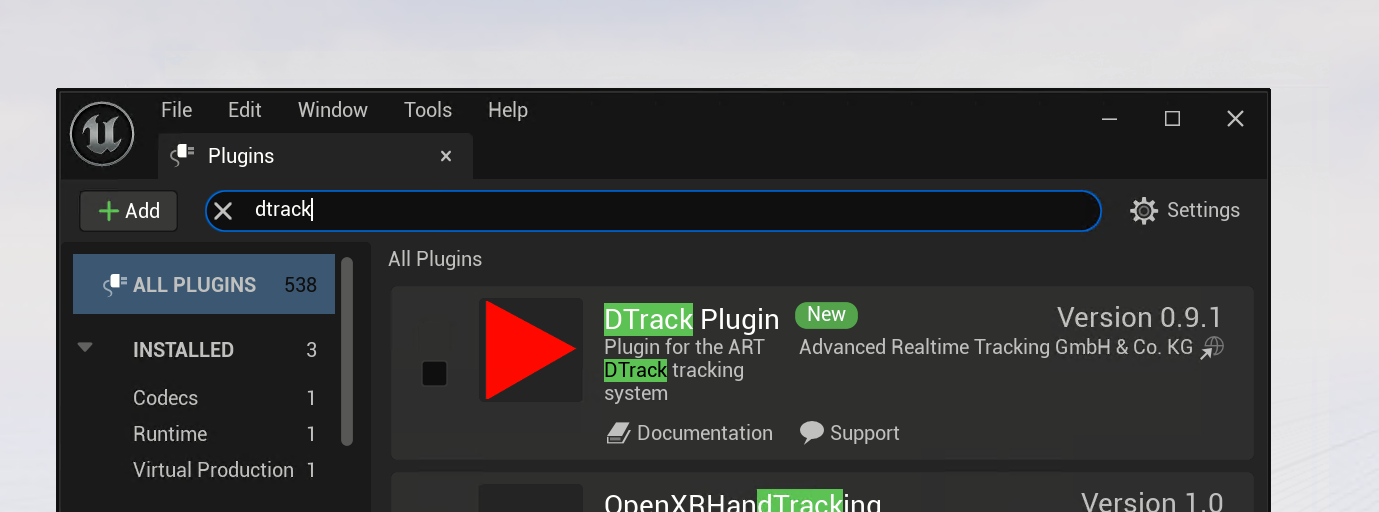 File Edit Window Tools Help
Plugins
Add dtrack Settings
ALL PLUGINS 538
INSTALLED 3
Codecs 1
Runtime 1
Virtual Production 1
All Plugins
DTrack Plugin New Version 0.9.1
Plugin for the ART Advanced Realtime Tracking GmbH & Co. KG
DTrack tracking
system
Documentation Support
OpenXRHandTracking Version 1.0